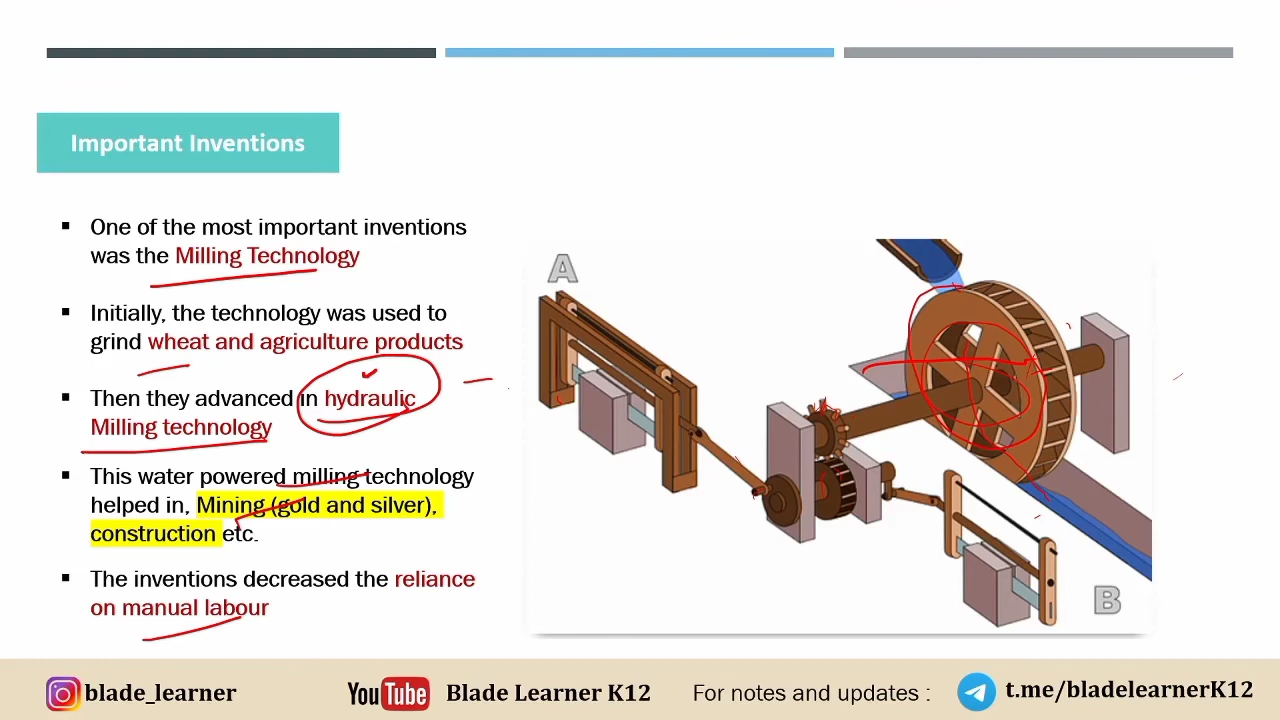 Important Inventions
▪ One of the most important inventions
was the Milling Technology
▪ Initially, the technology was used to
grind wheat and agriculture products
▪ Then they advanced in hydraulic
Milling technology
▪ This water powered milling technology
helped in, Mining (gold and silver),
construction etc.
▪ The inventions decreased the reliance
on manual labour
A
B
blade_learner
YouTube Blade Learner K12
For notes and updates :
t.me/bladelearnerK12